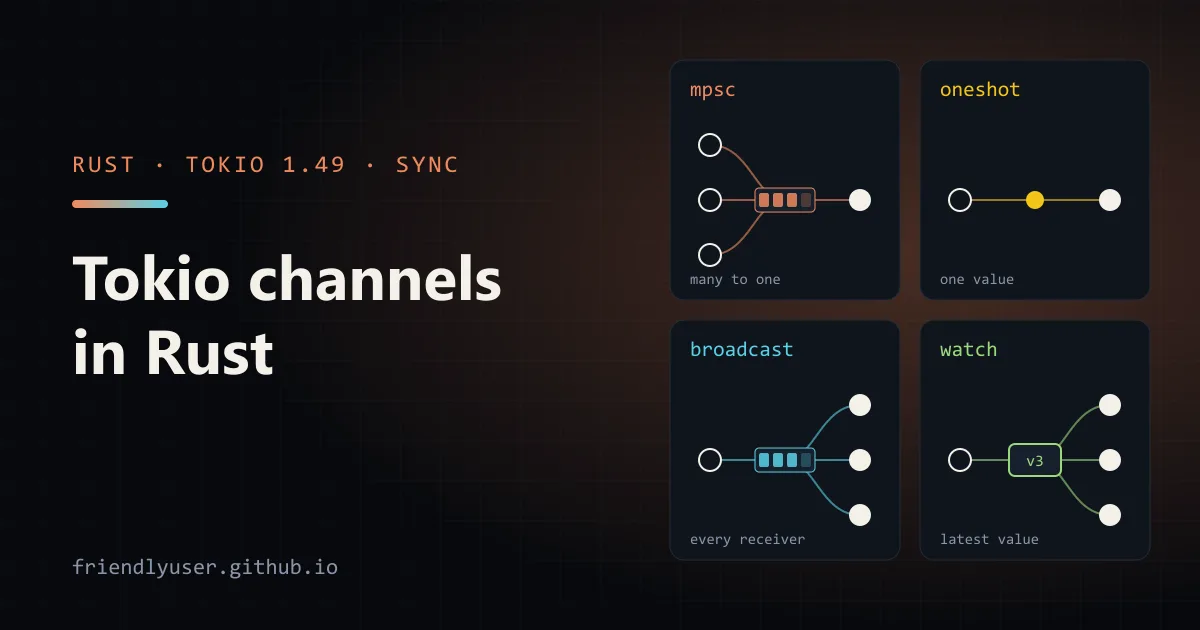 RUST · TOKIO 1.49 · SYNC
Tokio channels
in Rust
friendlyuser.github.io
mpsc
many to one
oneshot
one value
broadcast
every receiver
watch
v3
latest value